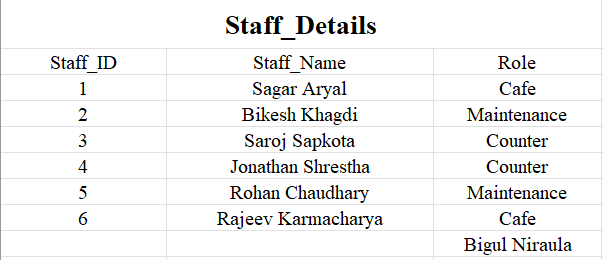 Staff_Details
Staff_ID Staff_Name Role
1 Sagar Aryal Cafe
2 Bikesh Khagdi Maintenance
3 Saroj Sapkota Counter
4 Jonathan Shrestha Counter
5 Rohan Chaudhary Maintenance
6 Rajeev Karmacharya Cafe
Bigul Niraula